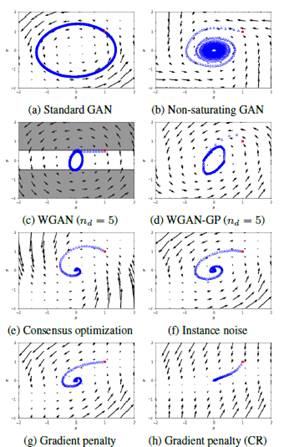 (a) Standard GAN
(b) Non-saturating GAN
(c) WGAN (n_d = 5)
(d) WGAN-GP (n_d = 5)
(e) Consensus optimization
(f) Instance noise
(g) Gradient penalty
(h) Gradient penalty (CR)